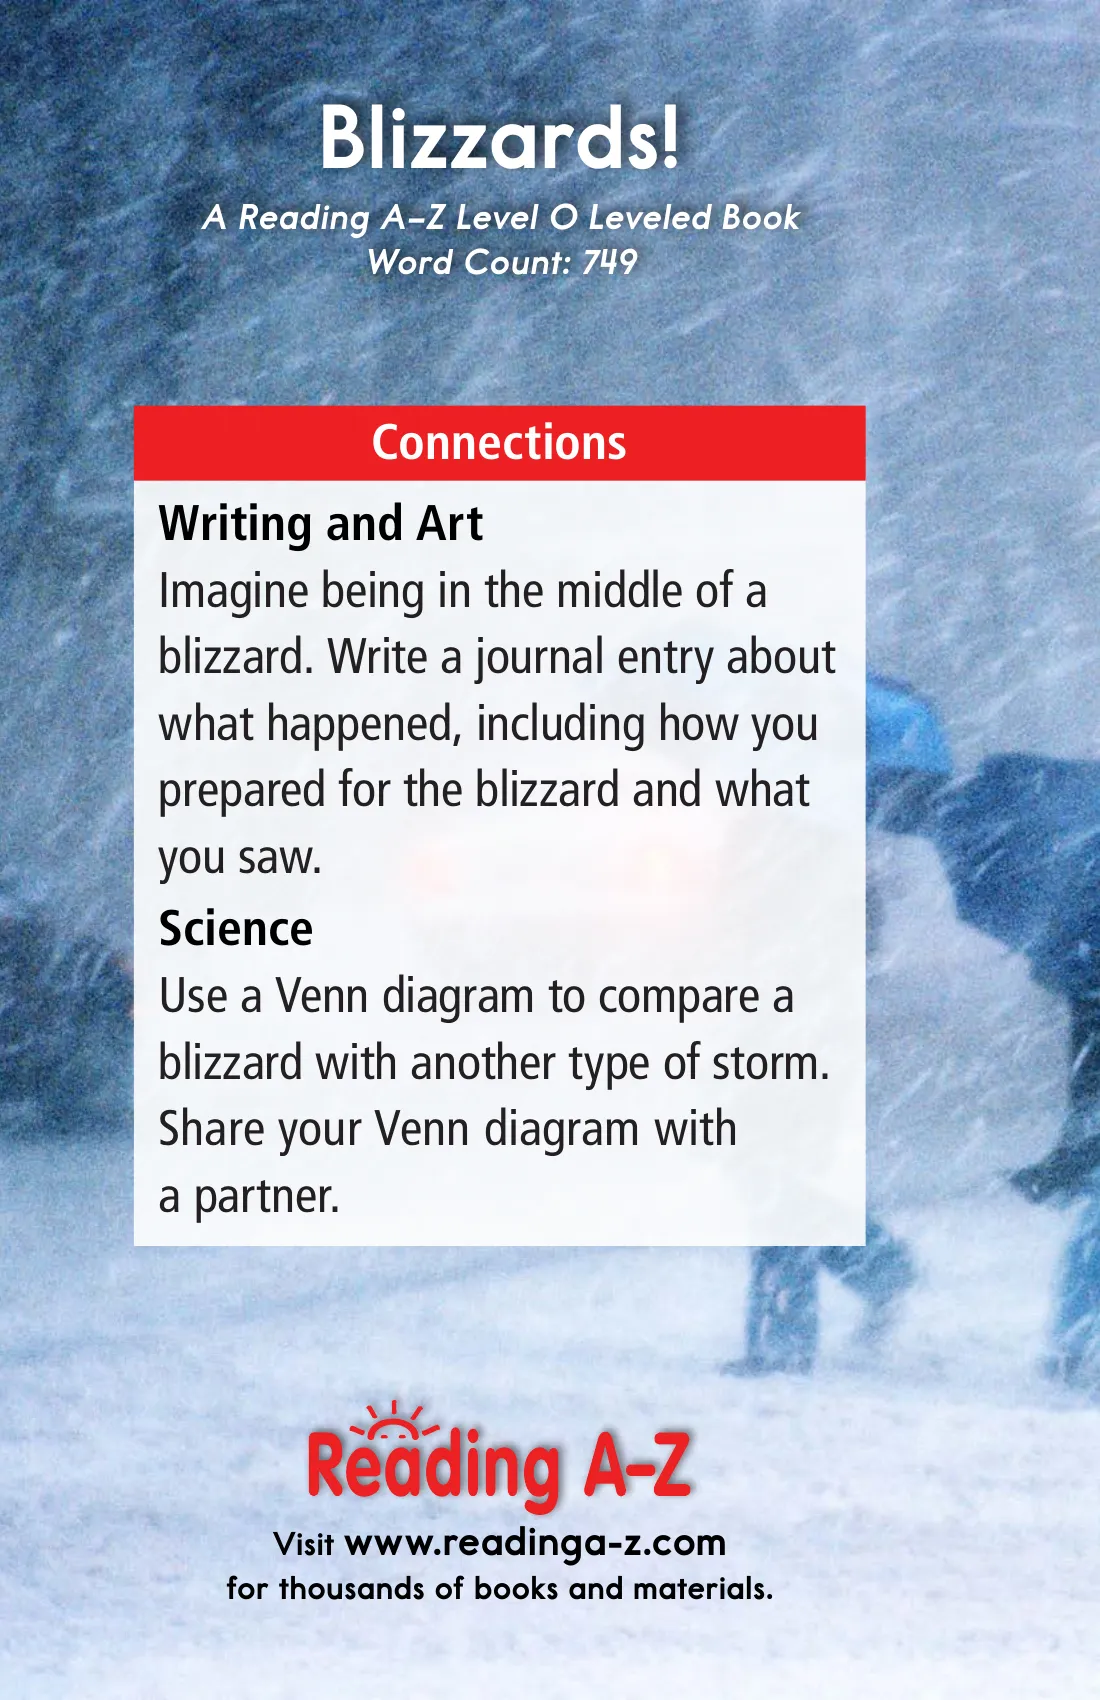 Blizzards!
A Reading A–Z Level O Leveled Book
Word Count: 749
Connections
Writing and Art
Imagine being in the middle of a
blizzard. Write a journal entry about
what happened, including how you
prepared for the blizzard and what
you saw.
Science
Use a Venn diagram to compare a
blizzard with another type of storm.
Share your Venn diagram with
a partner.
Reading A–Z
Visit www.readinga-z.com
for thousands of books and materials.